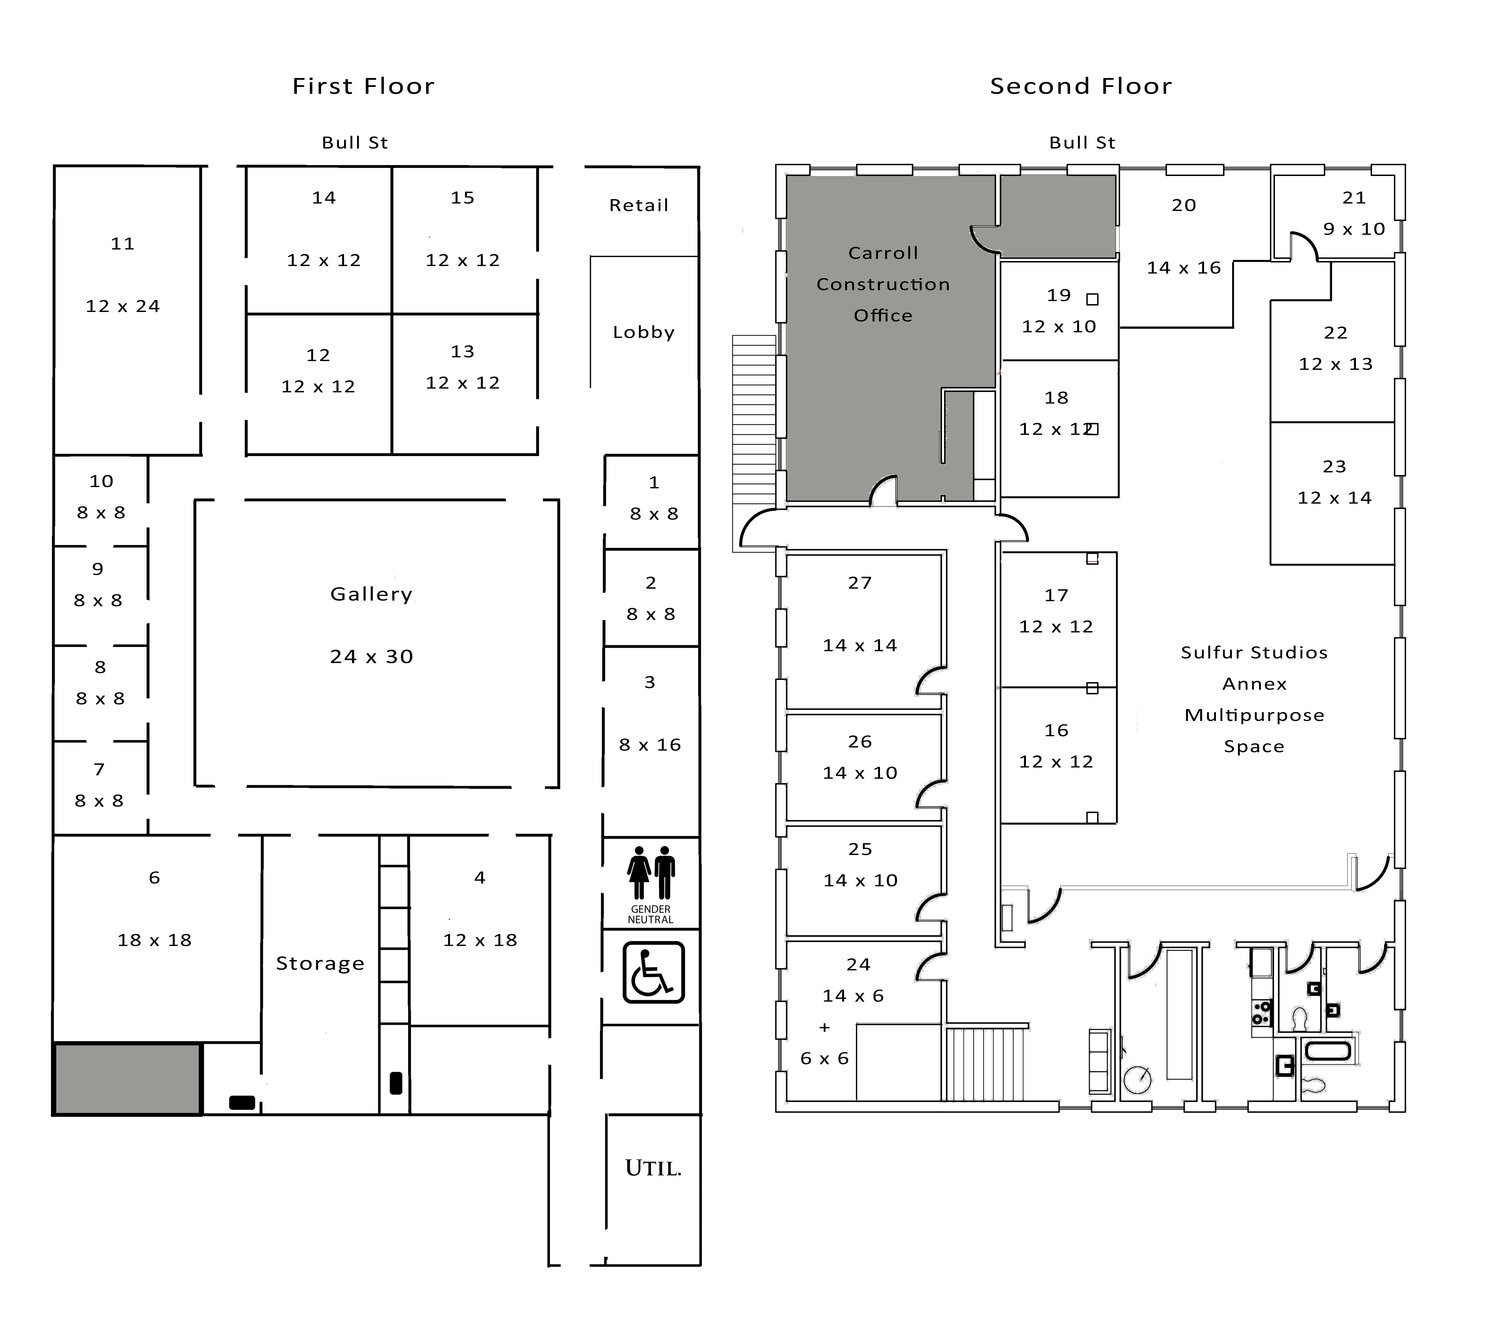 First Floor
Bull St
11
12 x 24
14
12 x 12
15
12 x 12
Retail
Lobby
12
12 x 12
13
12 x 12
10
8 x 8
9
8 x 8
8
8 x 8
7
8 x 8
Gallery
24 x 30
1
8 x 8
2
8 x 8
3
8 x 16
6
18 x 18
Storage
4
12 x 18
GENDER
NEUTRAL
UTIL.
Second Floor
Bull St
Carroll
Construction
Office
20
14 x 16
21
9 x 10
19
12 x 10
18
12 x 12
22
12 x 13
23
12 x 14
27
14 x 14
17
12 x 12
16
12 x 12
Sulfur Studios
Annex
Multipurpose
Space
26
14 x 10
25
14 x 10
24
14 x 6
+
6 x 6